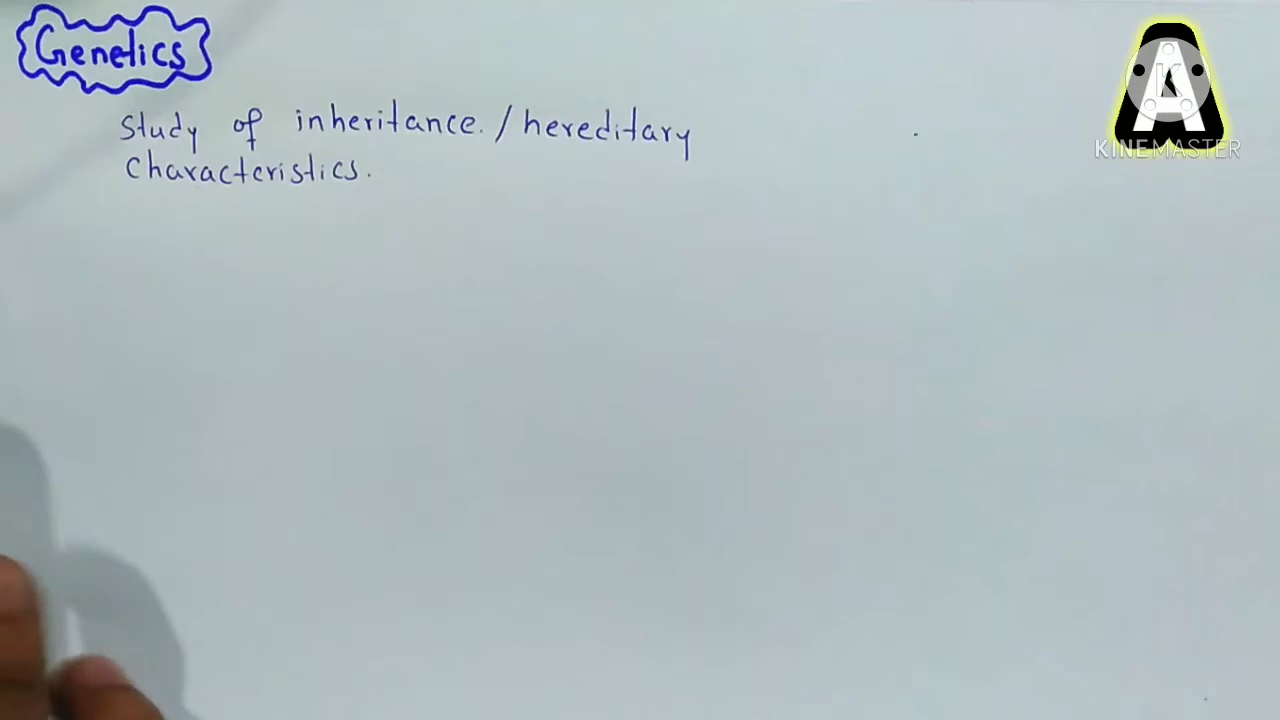 Genetics
Study of inheritance. / hereditary
characteristics.
A
K
KINEMASTER